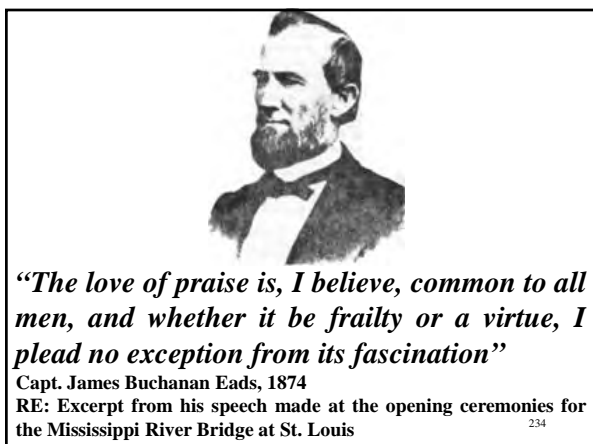 “The love of praise is, I believe, common to all
men, and whether it be frailty or a virtue, I
plead no exception from its fascination”
Capt. James Buchanan Eads, 1874
RE: Excerpt from his speech made at the opening ceremonies for
the Mississippi River Bridge at St. Louis
234